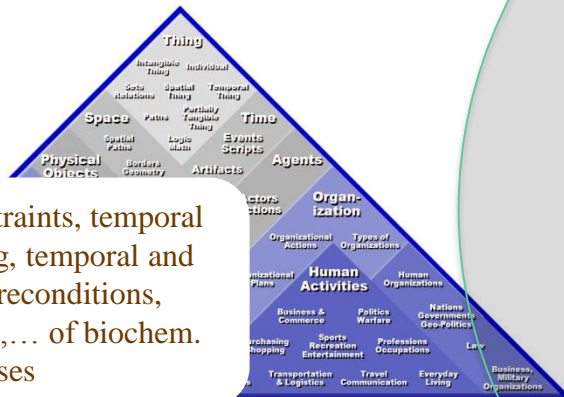 Thing
Intangible Individual
Thing
Sets Spatial Temporal
Relations Thing Thing
Space Paths Partially Time
Tangible
Thing
Spatial Logic Events
Paths Math Scripts
Physical Borders Artifacts Agents
Objects Geometry
Organ-
ization
Organizational Types of
Actions Organizations
Plans
Human Human
Activities Organizations
Business & Politics Nations
Commerce Warfare Governments
Geo-Politics
Sports Professions Law
Recreation Occupations
Entertainment
Business,
Military
Organizations
Transportation Travel Everyday
& Logistics Communication Living
traints, temporal
g, temporal and
reconditions,
,… of biochem.
ses